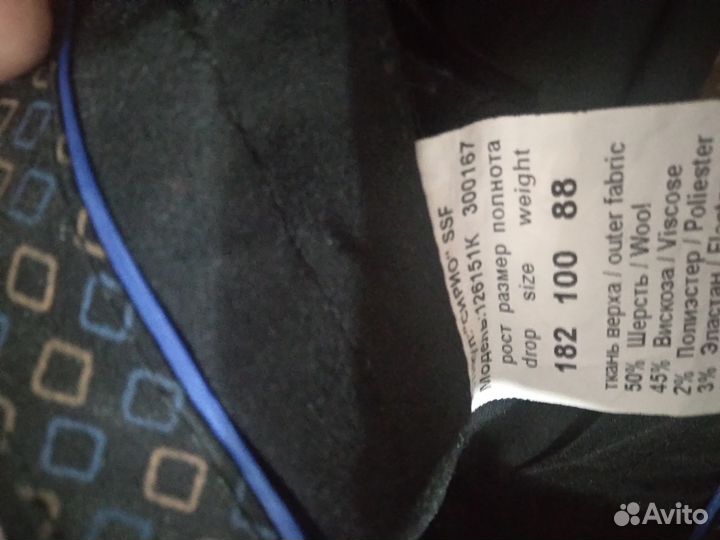 "СИРИО" SSF
Модель:126151K 300167
рост размер полнота
drop size weight
182 100 88
ткань верха / outer fabric
50% Шерсть / Wool
45% Вискоза / Viscose
2% Полиэстер / Poliester
3% Эластан /
Avito